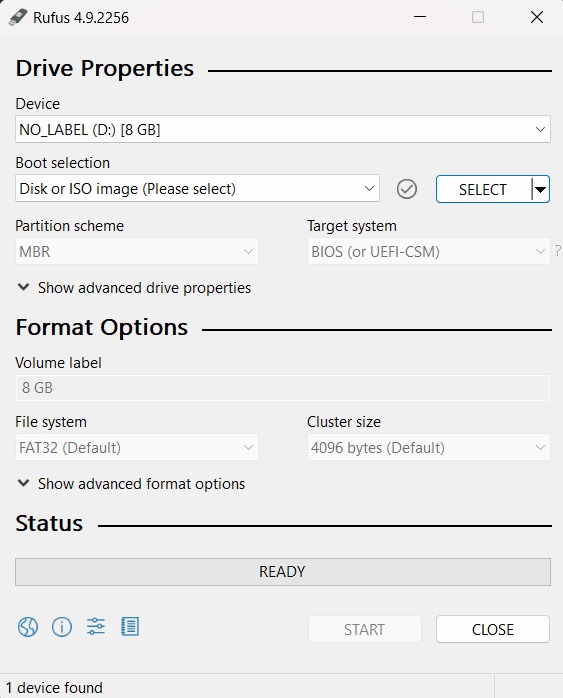 Rufus 4.9.2256
Drive Properties
Device
NO_LABEL (D:) [8 GB]
Boot selection
Disk or ISO image (Please select)
SELECT
Partition scheme
Target system
MBR
BIOS (or UEFI-CSM)
?
Show advanced drive properties
Format Options
Volume label
8 GB
File system
Cluster size
FAT32 (Default)
4096 bytes (Default)
Show advanced format options
Status
READY
START
CLOSE
1 device found